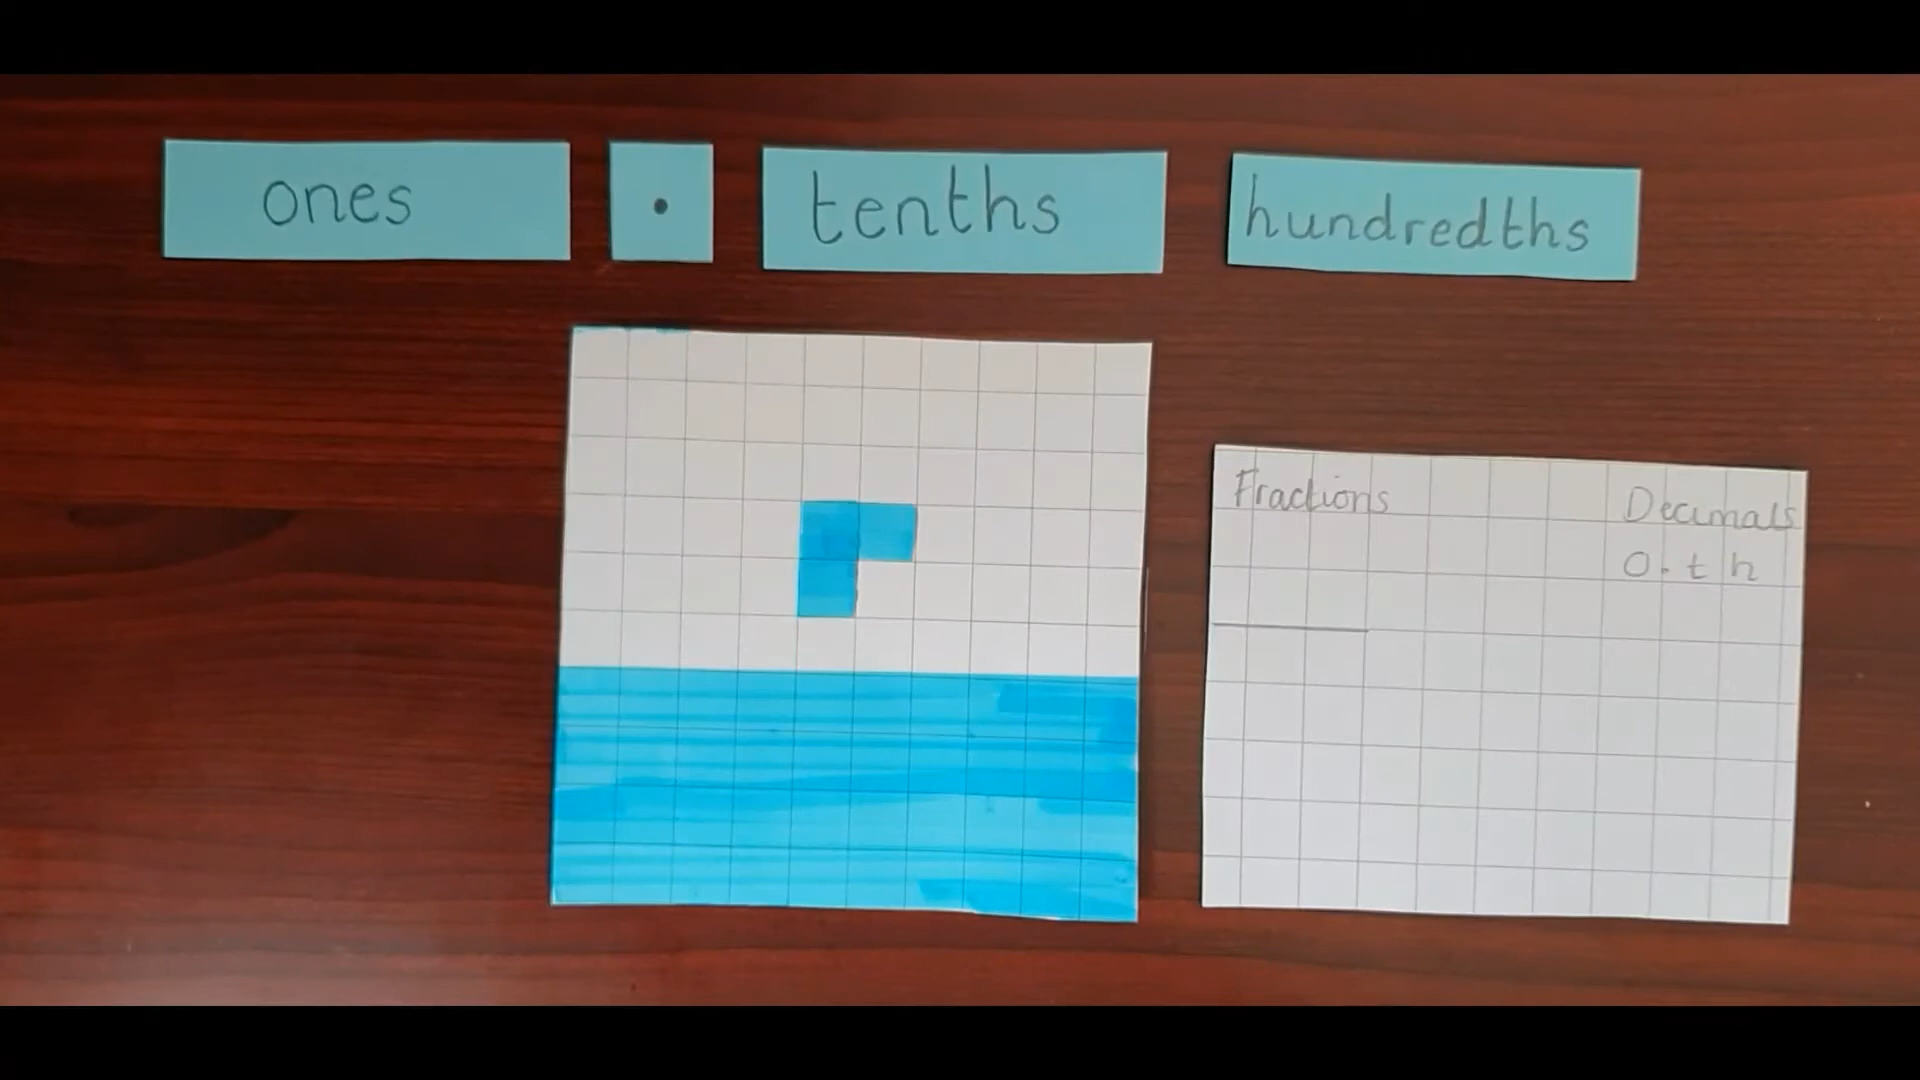 ones . tenths hundredths
Fractions Decimals
O . t h